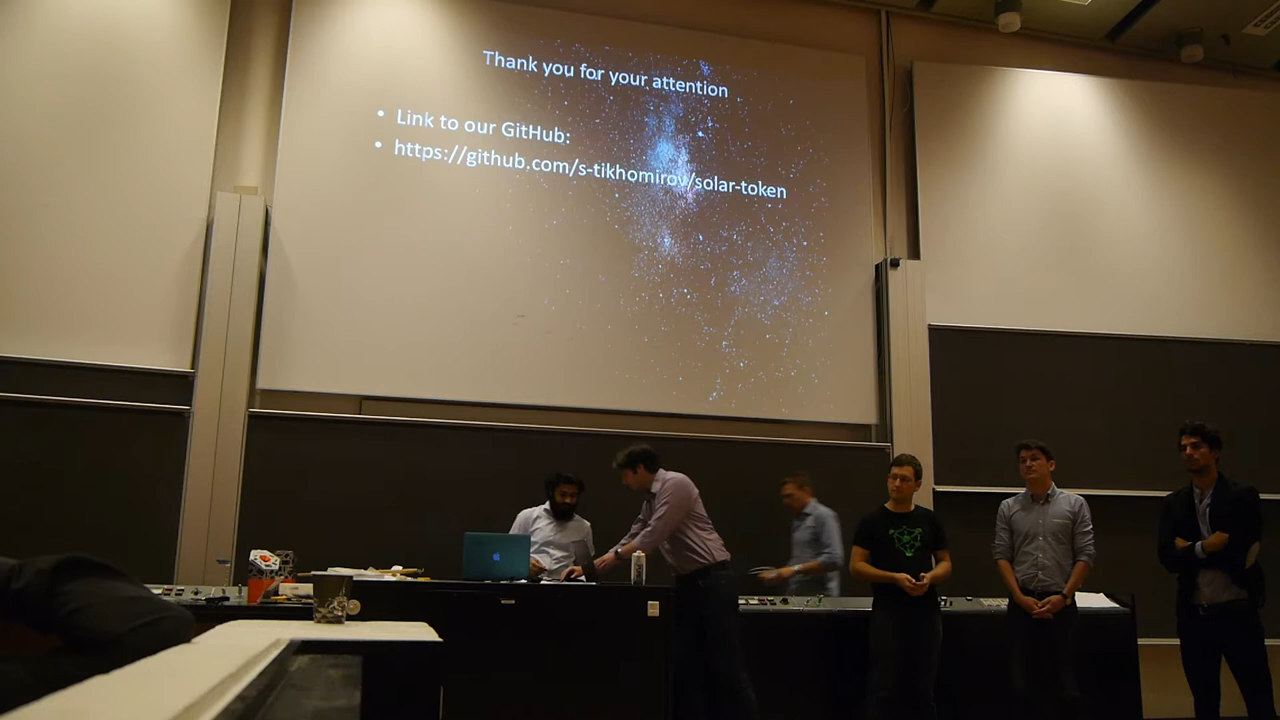 Thank you for your attention
• Link to our GitHub:
• https://github.com/s-tikhomirov/solar-token